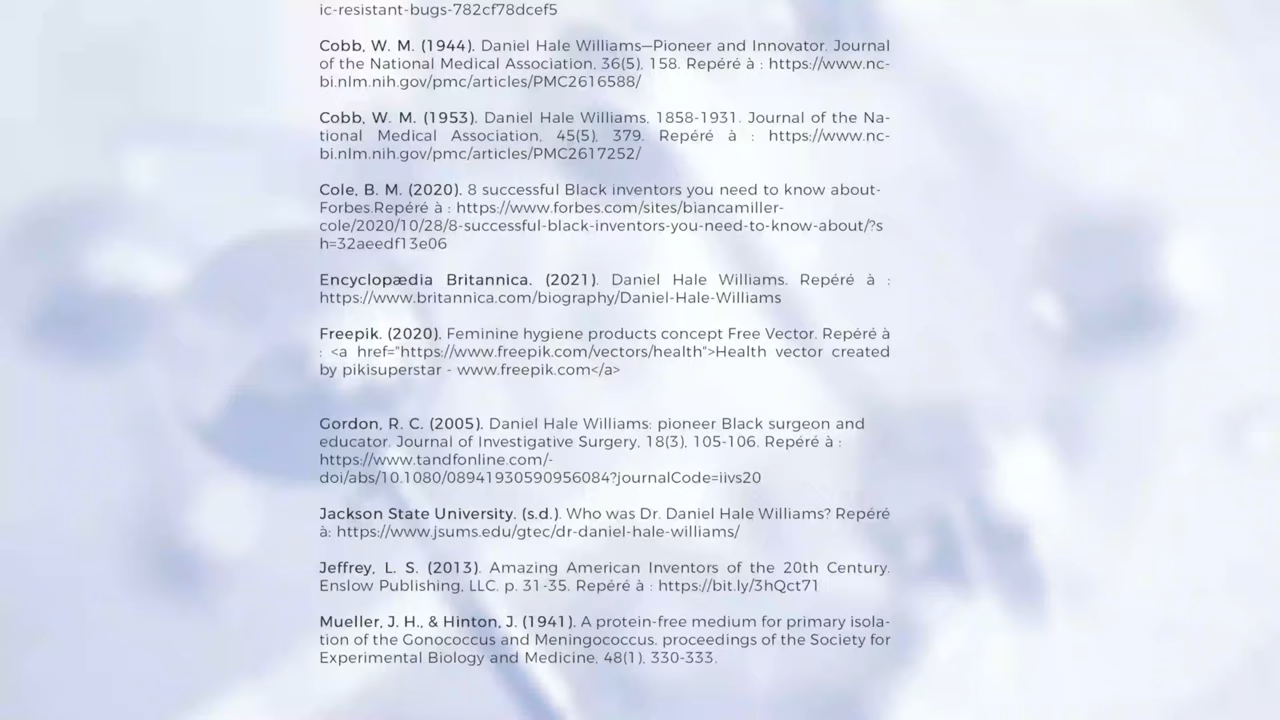 ic-resistant-bugs-782cf78dcef5
Cobb, W. M. (1944). Daniel Hale Williams—Pioneer and Innovator. Journal
of the National Medical Association, 36(5), 158. Repéré à : https://www.nc-
bi.nlm.nih.gov/pmc/articles/PMC2616588/
Cobb, W. M. (1953). Daniel Hale Williams, 1858-1931. Journal of the Na-
tional Medical Association, 45(5), 379. Repéré à : https://www.nc-
bi.nlm.nih.gov/pmc/articles/PMC2617252/
Cole, B. M. (2020). 8 successful Black inventors you need to know about-
Forbes.Repéré à : https://www.forbes.com/sites/biancamiller-
cole/2020/10/28/8-successful-black-inventors-you-need-to-know-about/?s
h=32aeedf13e06
Encyclopædia Britannica. (2021). Daniel Hale Williams. Repéré à :
https://www.britannica.com/biography/Daniel-Hale-Williams
Freepik. (2020). Feminine hygiene products concept Free Vector. Repéré à
: <a href="https://www.freepik.com/vectors/health">Health vector created
by pikisuperstar - www.freepik.com</a>
Gordon, R. C. (2005). Daniel Hale Williams: pioneer Black surgeon and
educator. Journal of Investigative Surgery, 18(3), 105-106. Repéré à :
https://www.tandfonline.com/-
doi/abs/10.1080/08941930590956084?journalCode=iivs20
Jackson State University. (s.d.). Who was Dr. Daniel Hale Williams? Repéré
à: https://www.jsums.edu/gtec/dr-daniel-hale-williams/
Jeffrey, L. S. (2013). Amazing American Inventors of the 20th Century.
Enslow Publishing, LLC. p. 31-35. Repéré à : https://bit.ly/3hQct71
Mueller, J. H., & Hinton, J. (1941). A protein-free medium for primary isola-
tion of the Gonococcus and Meningococcus. proceedings of the Society for
Experimental Biology and Medicine, 48(1), 330-333.